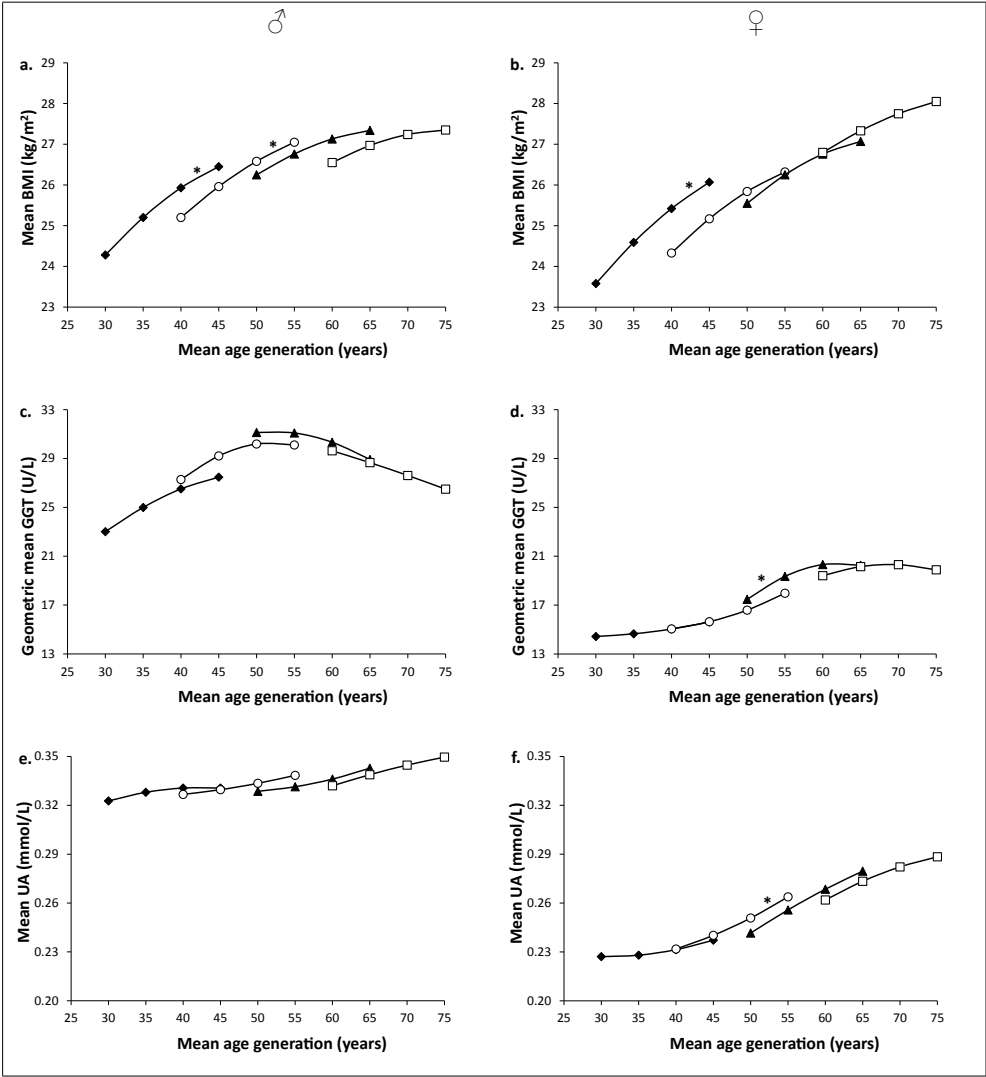 ♂ ♀
a.
Mean BMI (kg/m²)
29
28
27
26
25
24
23
* *
25 30 35 40 45 50 55 60 65 70 75
Mean age generation (years)
b.
Mean BMI (kg/m²)
29
28
27
26
25
24
23
*
25 30 35 40 45 50 55 60 65 70 75
Mean age generation (years)
c.
Geometric mean GGT (U/L)
33
29
25
21
17
13
25 30 35 40 45 50 55 60 65 70 75
Mean age generation (years)
d.
Geometric mean GGT (U/L)
33
29
25
21
17
13
*
25 30 35 40 45 50 55 60 65 70 75
Mean age generation (years)
e.
Mean UA (mmol/L)
0.35
0.32
0.29
0.26
0.23
0.20
25 30 35 40 45 50 55 60 65 70 75
Mean age generation (years)
f.
Mean UA (mmol/L)
0.35
0.32
0.29
0.26
0.23
0.20
*
25 30 35 40 45 50 55 60 65 70 75
Mean age generation (years)